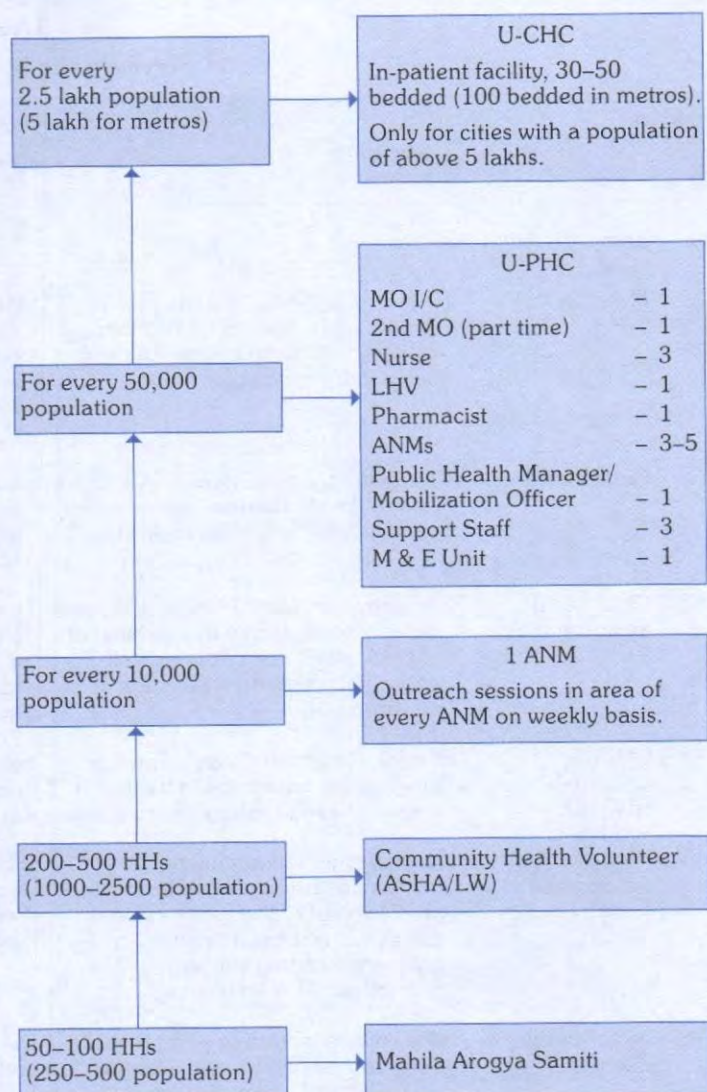 For every
2.5 lakh population
(5 lakh for metros)
U-CHC
In-patient facility, 30–50
bedded (100 bedded in metros).
Only for cities with a population
of above 5 lakhs.
For every 50,000
population
U-PHC
MO I/C – 1
2nd MO (part time) – 1
Nurse – 3
LHV – 1
Pharmacist – 1
ANMs – 3–5
Public Health Manager/
Mobilization Officer – 1
Support Staff – 3
M & E Unit – 1
For every 10,000
population
1 ANM
Outreach sessions in area of
every ANM on weekly basis.
200–500 HHs
(1000–2500 population)
Community Health Volunteer
(ASHA/LW)
50–100 HHs
(250–500 population)
Mahila Arogya Samiti